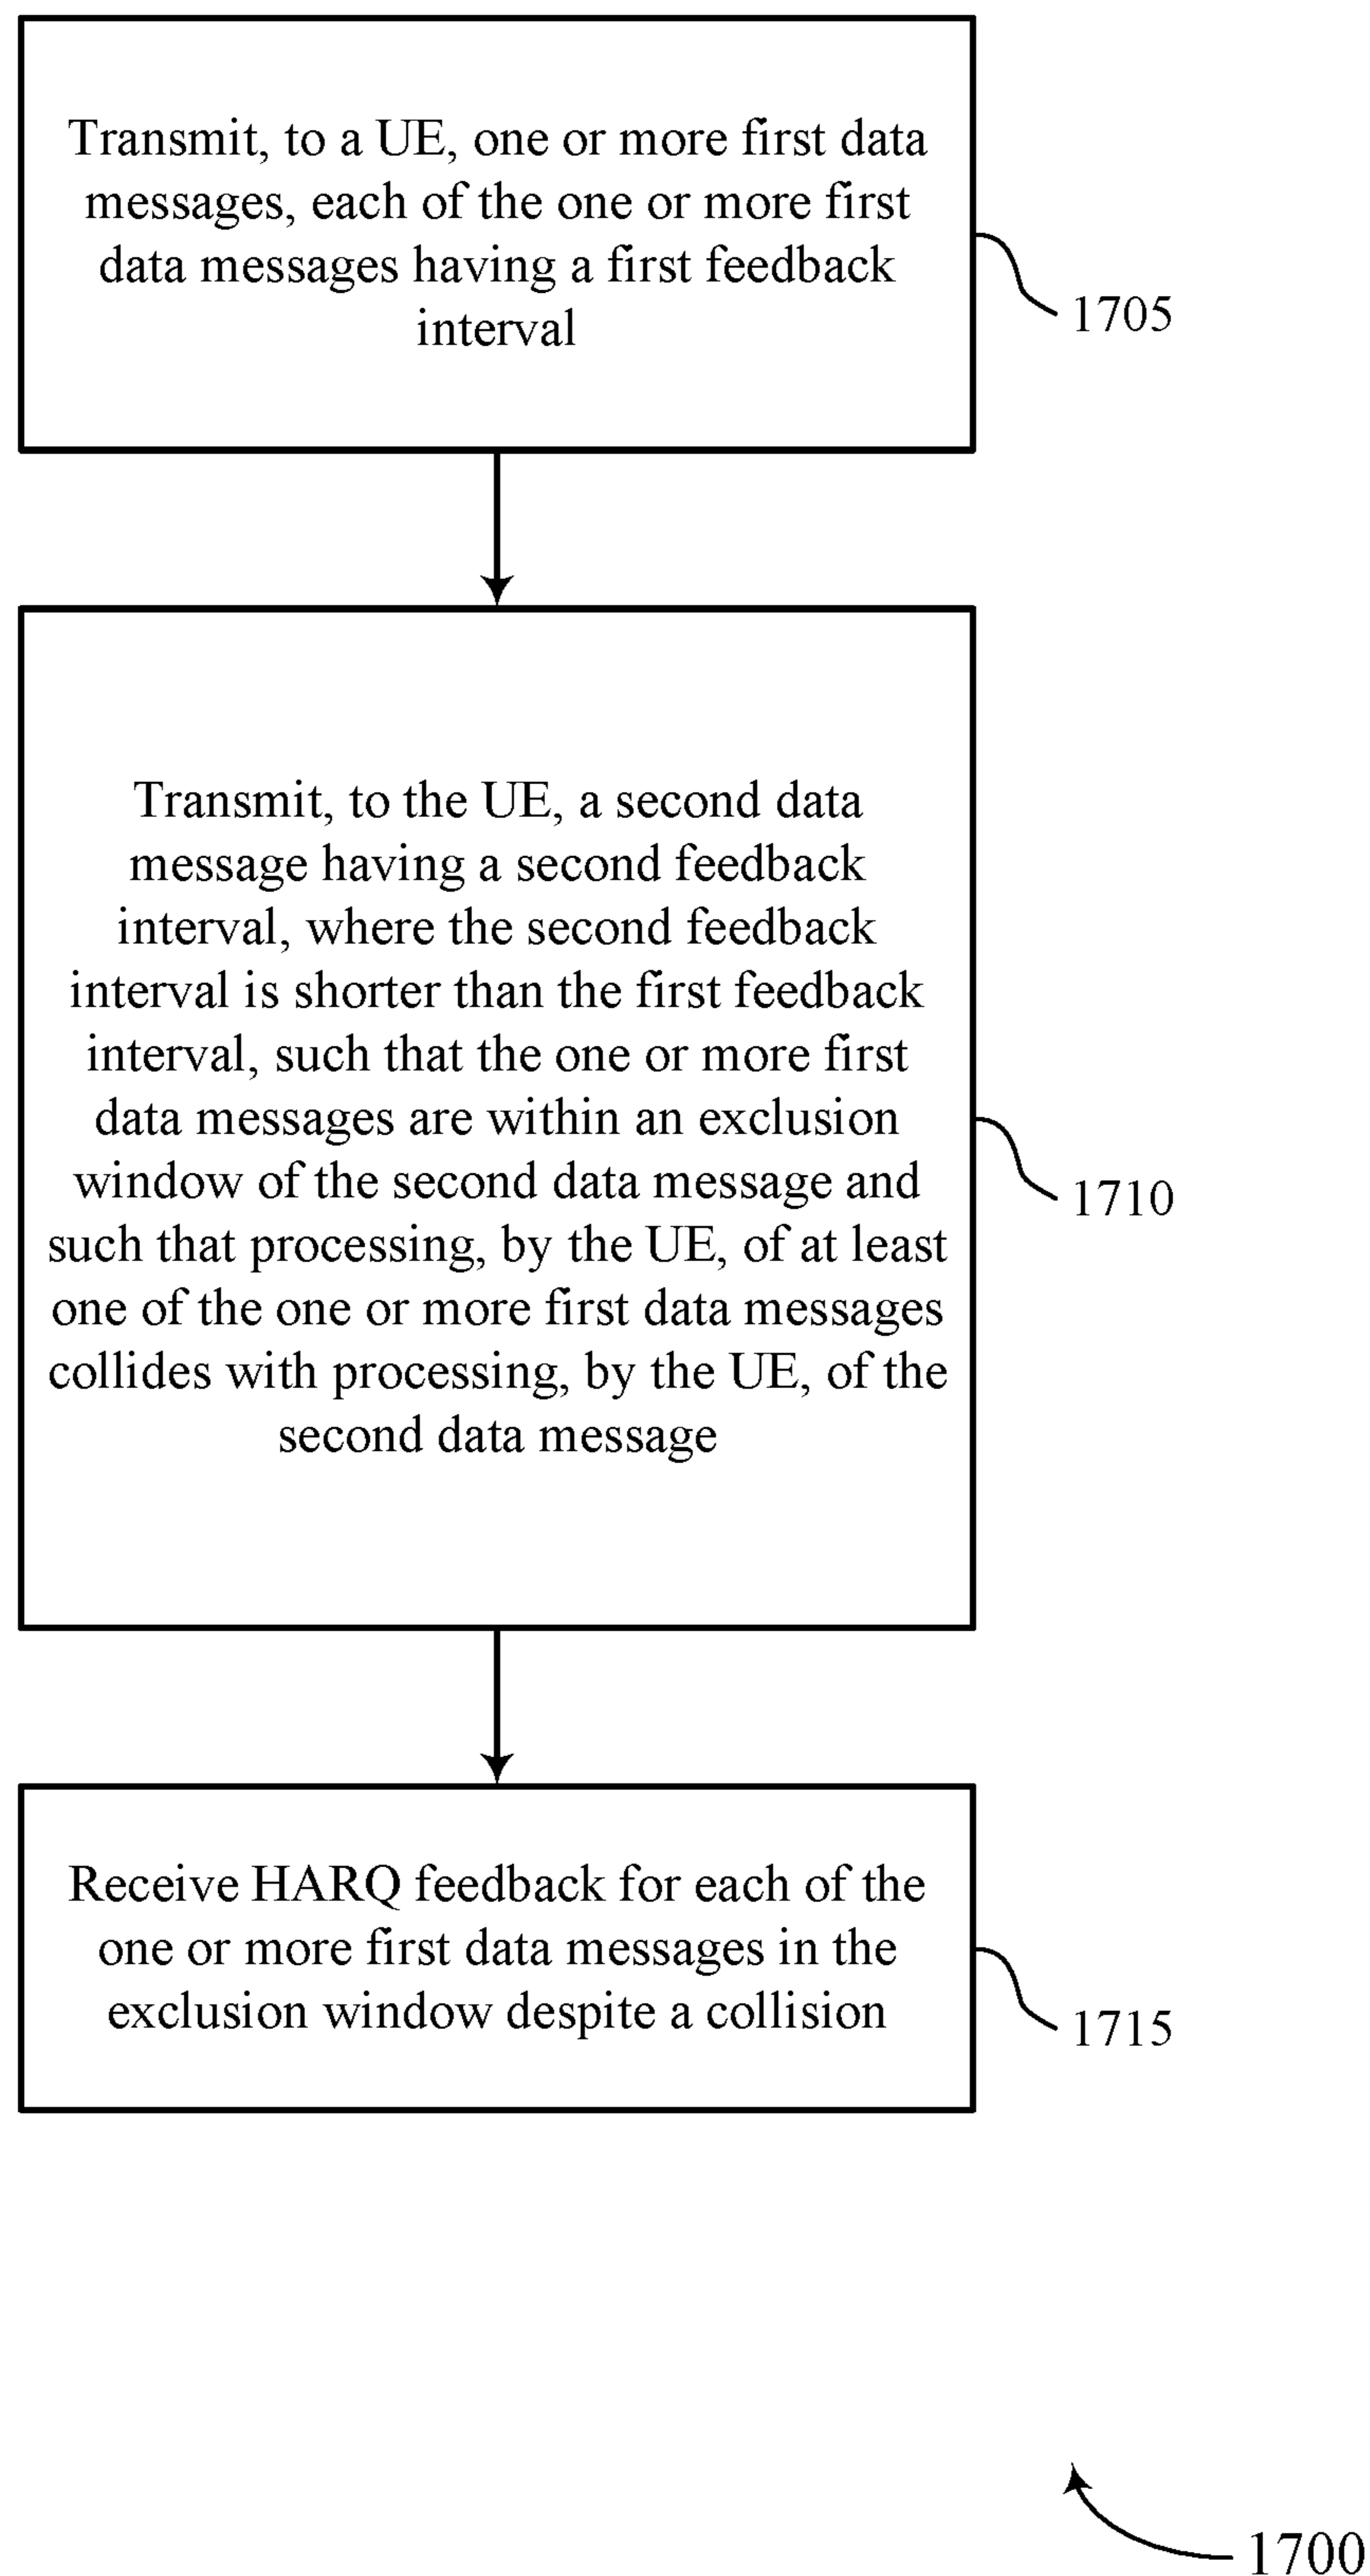 Transmit, to a UE, one or more first data
messages, each of the one or more first
data messages having a first feedback
interval
1705
Transmit, to the UE, a second data
message having a second feedback
interval, where the second feedback
interval is shorter than the first feedback
interval, such that the one or more first
data messages are within an exclusion
window of the second data message and
such that processing, by the UE, of at least
one of the one or more first data messages
collides with processing, by the UE, of the
second data message
1710
Receive HARQ feedback for each of the
one or more first data messages in the
exclusion window despite a collision
1715
1700